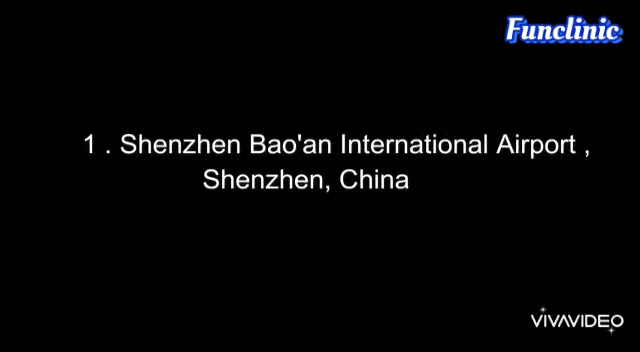 Funclinic
1 . Shenzhen Bao'an International Airport ,
Shenzhen, China
VIVAVIDEO